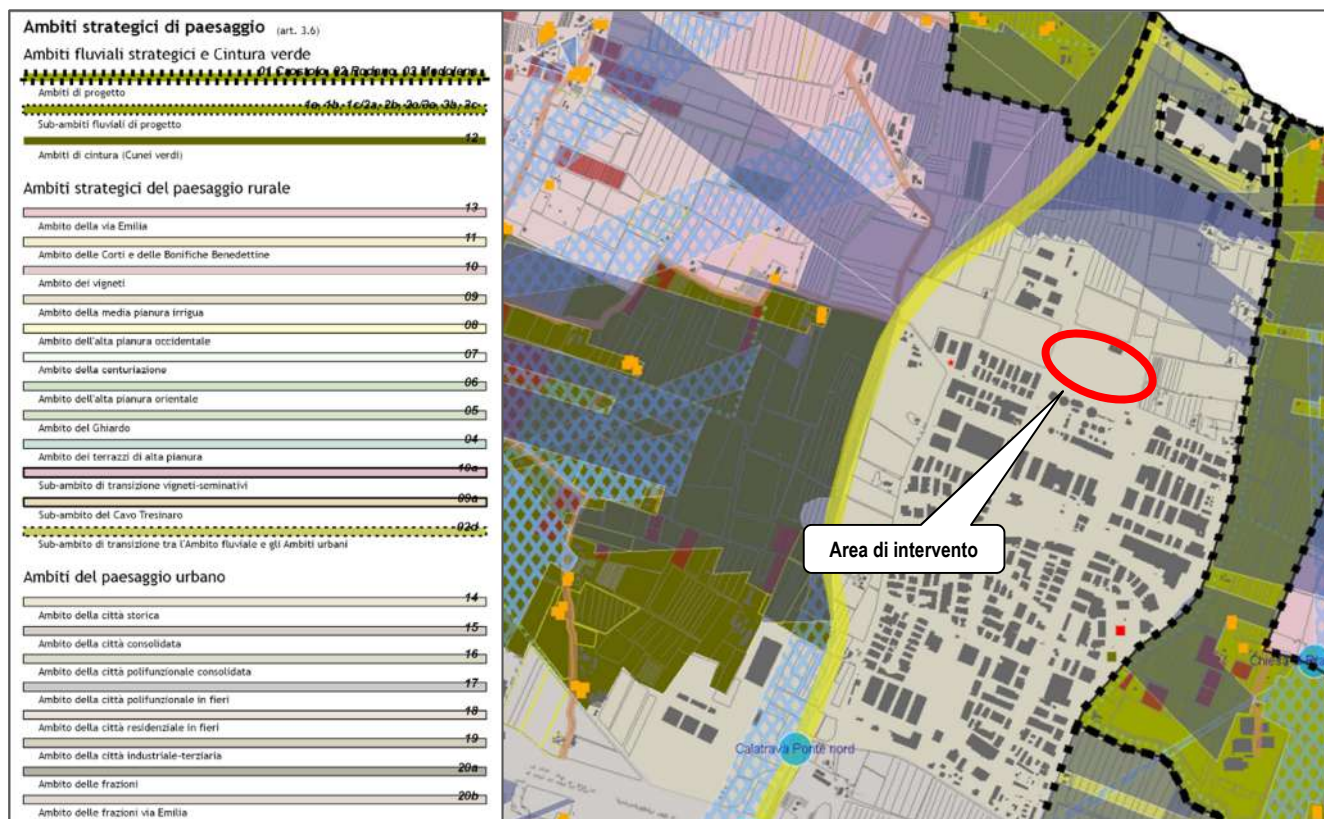 Ambiti strategici di paesaggio (art. 3.6)
Ambiti fluviali strategici e Cintura verde
01 Crostolo, 02 Rodano, 03 Modolena
Ambiti di progetto
1a, 1b, 1c/2a, 2b, 2c/3a, 3b, 3c
Sub-ambiti fluviali di progetto
12
Ambiti di cintura (Cunei verdi)
Ambiti strategici del paesaggio rurale
13
Ambito della via Emilia
11
Ambito delle Corti e delle Bonifiche Benedettine
10
Ambito dei vigneti
09
Ambito della media pianura irrigua
08
Ambito dell'alta pianura occidentale
07
Ambito della centuriazione
06
Ambito dell'alta pianura orientale
05
Ambito del Ghiardo
04
Ambito dei terrazzi di alta pianura
10a
Sub-ambito di transizione vigneti-seminativi
09a
Sub-ambito del Cavo Tresinaro
02d
Sub-ambito di transizione tra l'Ambito fluviale e gli Ambiti urbani
Ambiti del paesaggio urbano
14
Ambito della città storica
15
Ambito della città consolidata
16
Ambito della città polifunzionale consolidata
17
Ambito della città polifunzionale in fieri
18
Ambito della città residenziale in fieri
19
Ambito della città industriale-terziaria
20a
Ambito delle frazioni
20b
Ambito delle frazioni via Emilia
Area di intervento
Calatrava Ponte nord